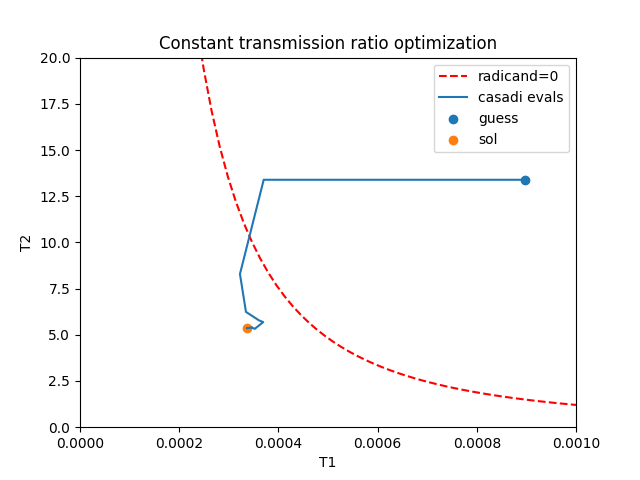 Constant transmission ratio optimization
20.0
17.5
15.0
12.5
10.0
7.5
5.0
2.5
0.0
T2
radicand=0
casadi evals
guess
sol
0.0000 0.0002 0.0004 0.0006 0.0008 0.0010
T1